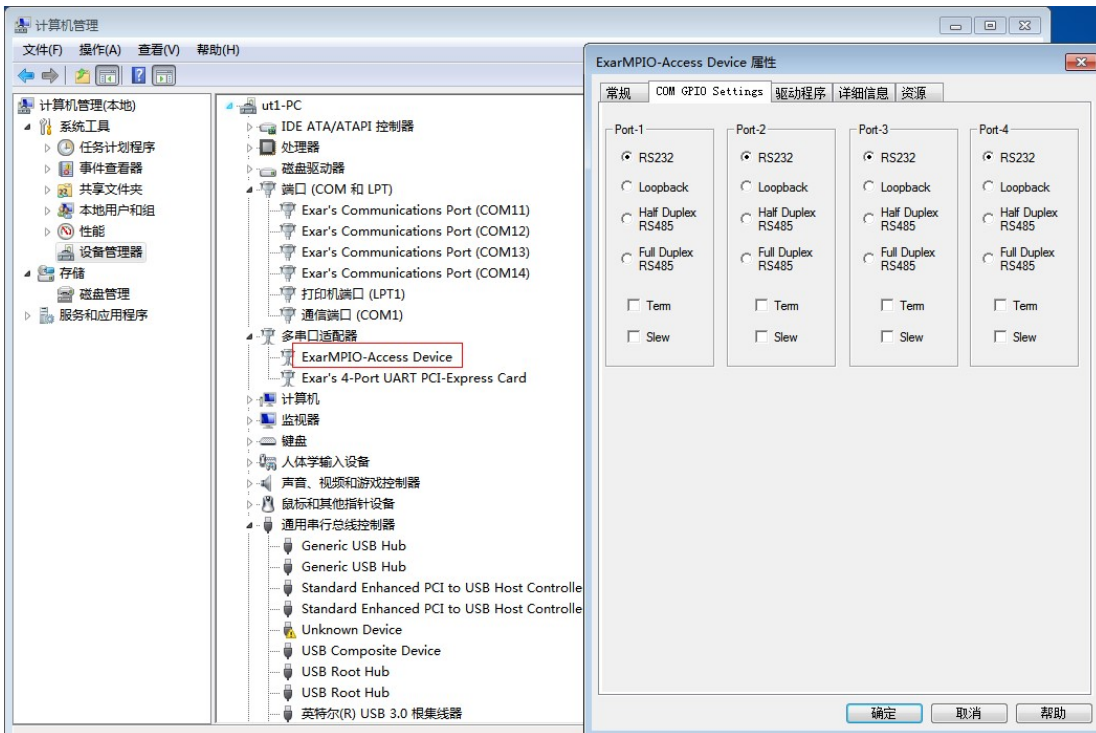 计算机管理
文件(F) 操作(A) 查看(V) 帮助(H)
计算机管理(本地)
系统工具
任务计划程序
事件查看器
共享文件夹
本地用户和组
性能
设备管理器
存储
磁盘管理
服务和应用程序
ut1-PC
IDE ATA/ATAPI 控制器
处理器
磁盘驱动器
端口 (COM 和 LPT)
Exar's Communications Port (COM11)
Exar's Communications Port (COM12)
Exar's Communications Port (COM13)
Exar's Communications Port (COM14)
打印机端口 (LPT1)
通信端口 (COM1)
多串口适配器
ExarMPIO-Access Device
Exar's 4-Port UART PCI-Express Card
计算机
监视器
键盘
人体学输入设备
声音、视频和游戏控制器
鼠标和其他指针设备
通用串行总线控制器
Generic USB Hub
Generic USB Hub
Standard Enhanced PCI to USB Host Controlle
Standard Enhanced PCI to USB Host Controlle
Unknown Device
USB Composite Device
USB Root Hub
USB Root Hub
英特尔(R) USB 3.0 根集线器
ExarMPIO-Access Device 属性
常规 COM GPIO Settings 驱动程序 详细信息 资源
Port-1 Port-2 Port-3 Port-4
RS232 RS232 RS232 RS232
Loopback Loopback Loopback Loopback
Half Duplex Half Duplex Half Duplex Half Duplex
RS485 RS485 RS485 RS485
Full Duplex Full Duplex Full Duplex Full Duplex
RS485 RS485 RS485 RS485
Term Term Term Term
Slew Slew Slew Slew
确定 取消 帮助